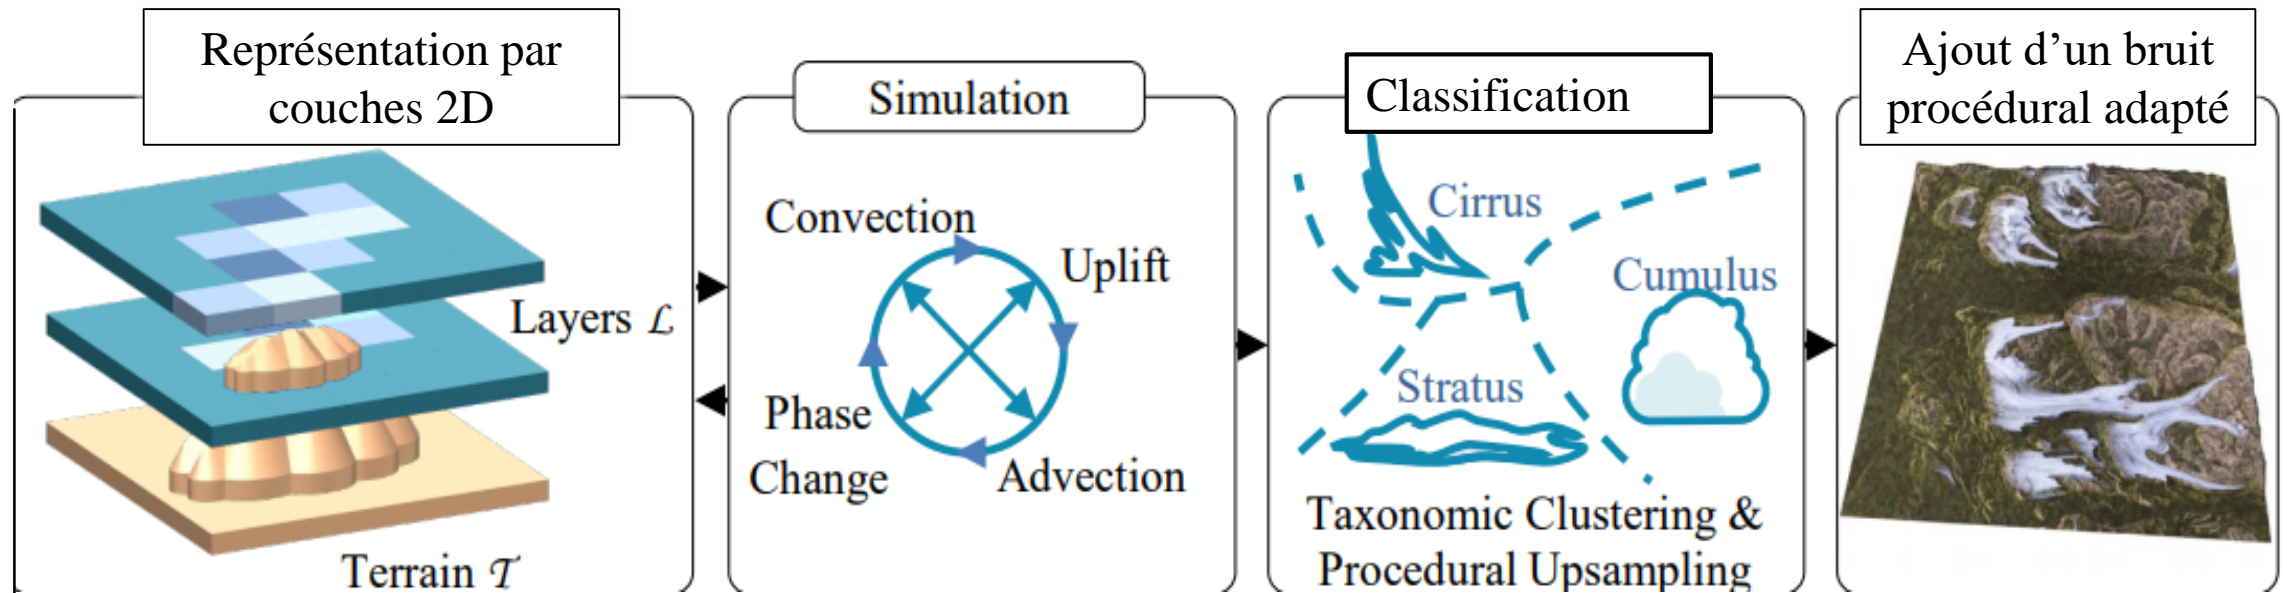 Représentation par
couches 2D
Layers ℒ
Terrain 𝒯
Simulation
Convection
Uplift
Phase
Change
Advection
Classification
Cirrus
Cumulus
Stratus
Taxonomic Clustering &
Procedural Upsampling
Ajout d’un bruit
procédural adapté